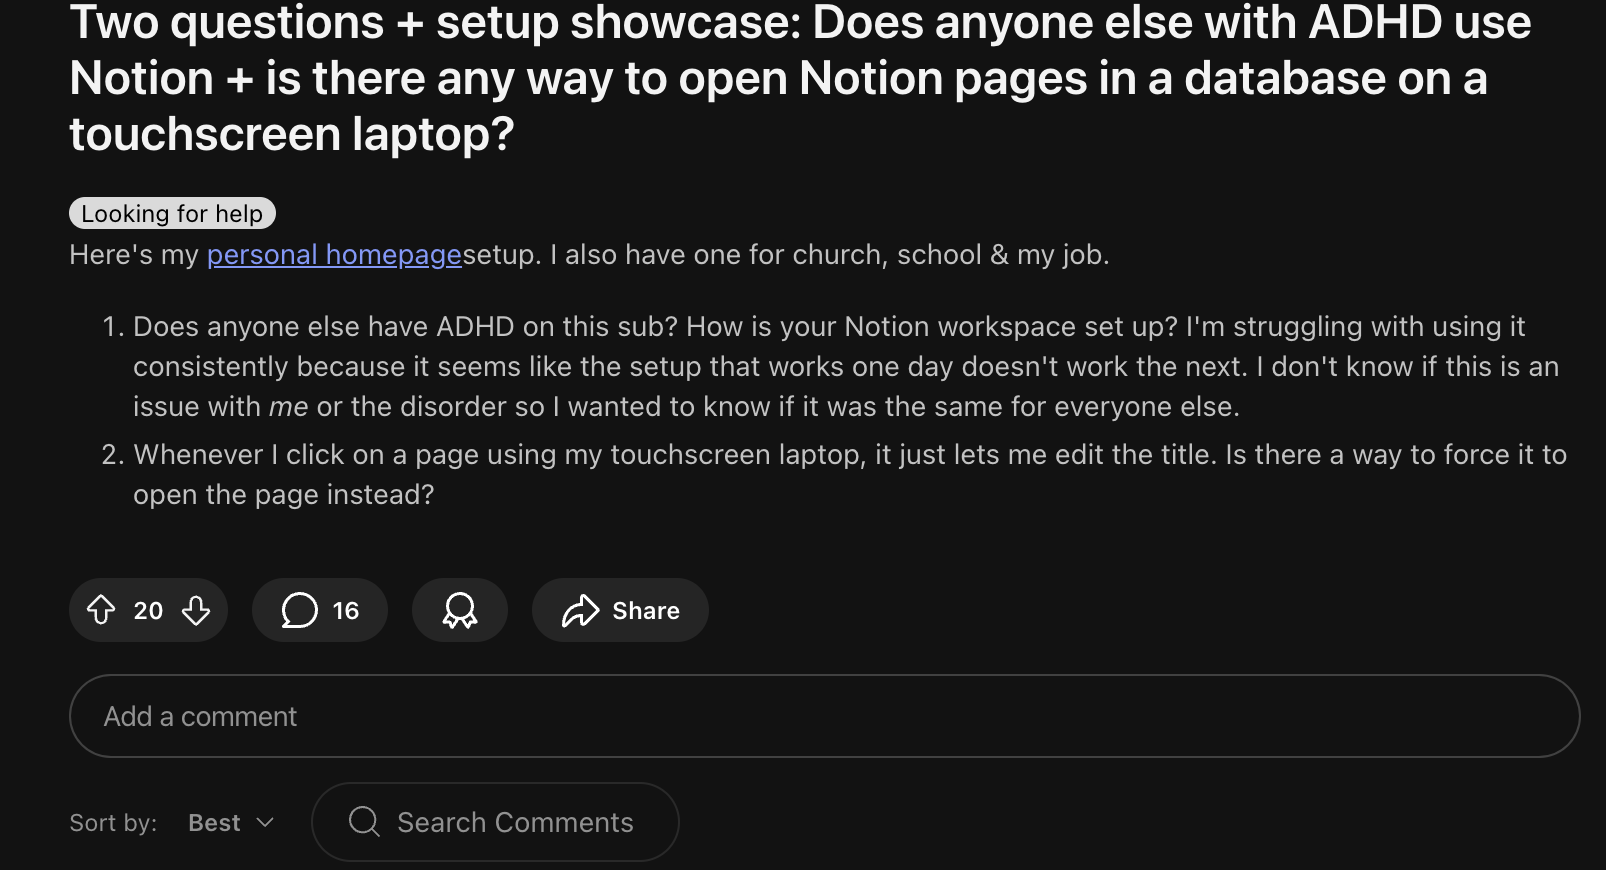 Two questions + setup showcase: Does anyone else with ADHD use
Notion + is there any way to open Notion pages in a database on a
touchscreen laptop?
Looking for help
Here's my personal homepagesetup. I also have one for church, school & my job.
1. Does anyone else have ADHD on this sub? How is your Notion workspace set up? I'm struggling with using it
consistently because it seems like the setup that works one day doesn't work the next. I don't know if this is an
issue with me or the disorder so I wanted to know if it was the same for everyone else.
2. Whenever I click on a page using my touchscreen laptop, it just lets me edit the title. Is there a way to force it to
open the page instead?
20 16 Share
Add a comment
Sort by: Best Search Comments